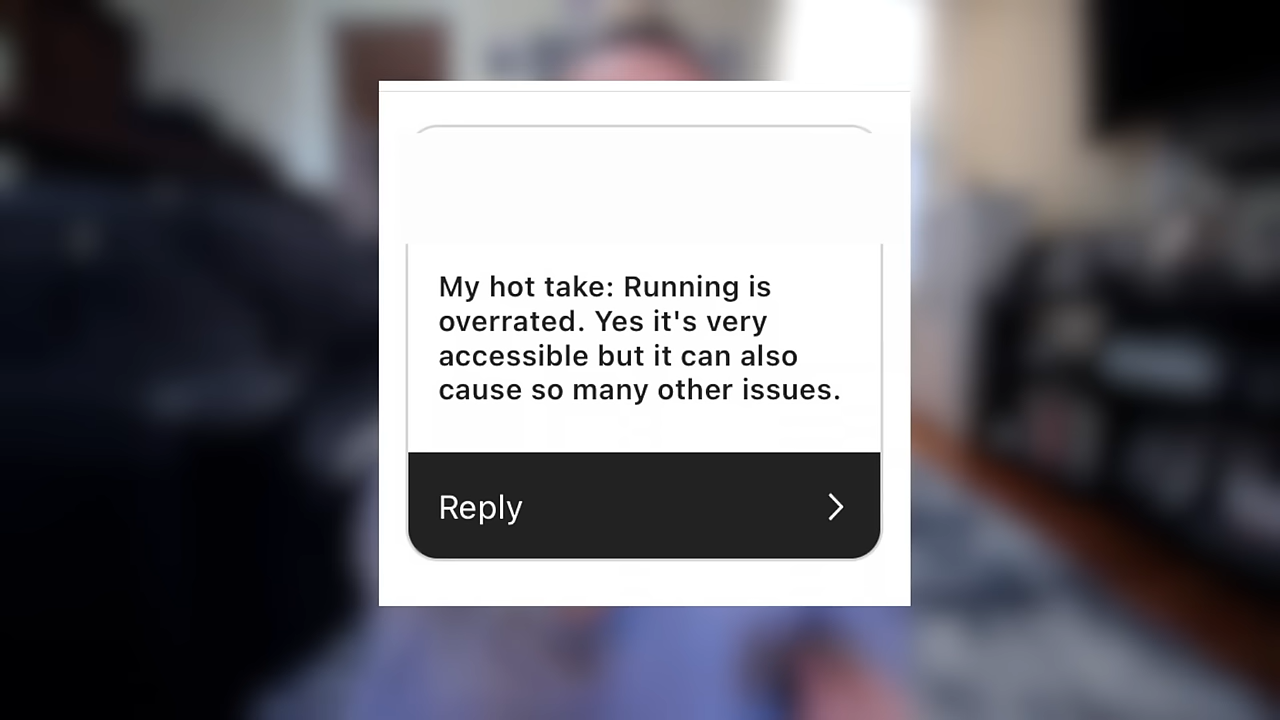 My hot take: Running is
overrated. Yes it's very
accessible but it can also
cause so many other issues.
Reply